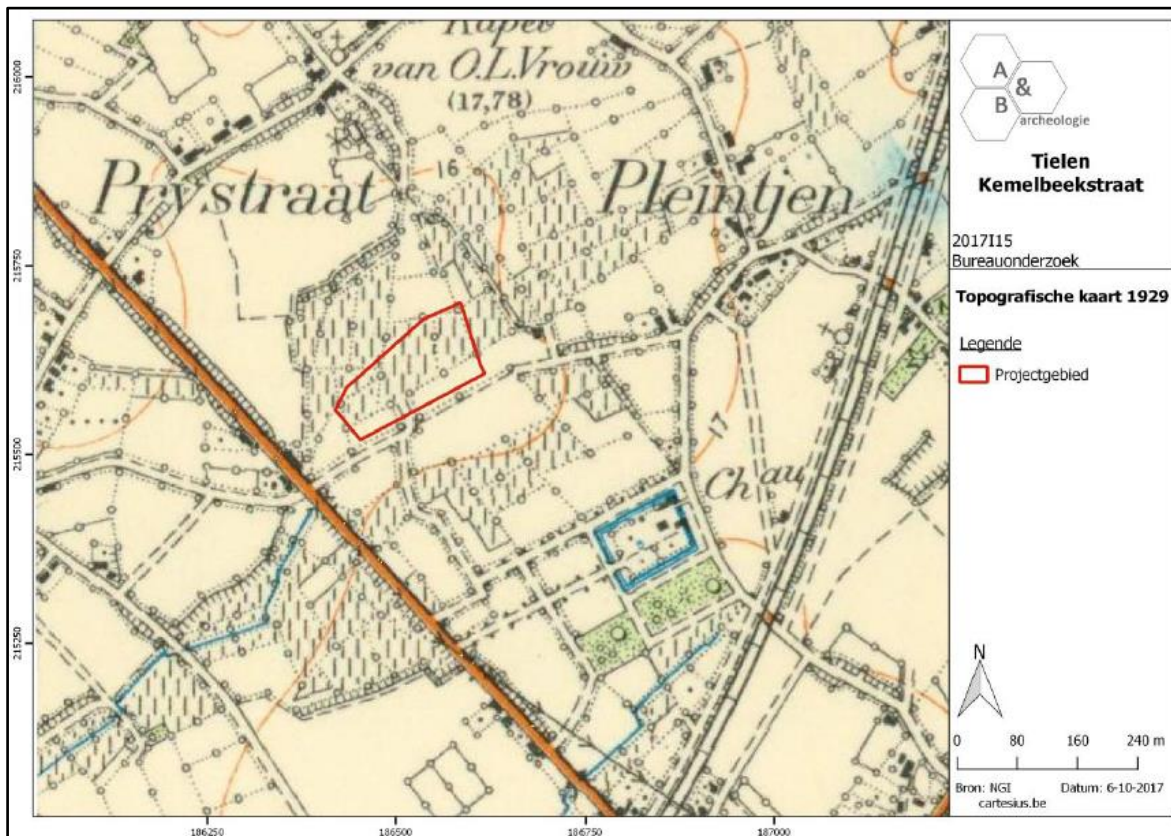 Kapel
van O.L.Vrouw
(17,78)
Prystraat
16
Pleintjen
17
Chau
216000
215750
215500
215250
186250
186500
186750
187000
A
&
B
archeologie
Tielen
Kemelbeekstraat
2017I15
Bureauonderzoek
Topografische kaart 1929
Legende
Projectgebied
N
0 80 160 240 m
Bron: NGI Datum: 6-10-2017
cartesius.be